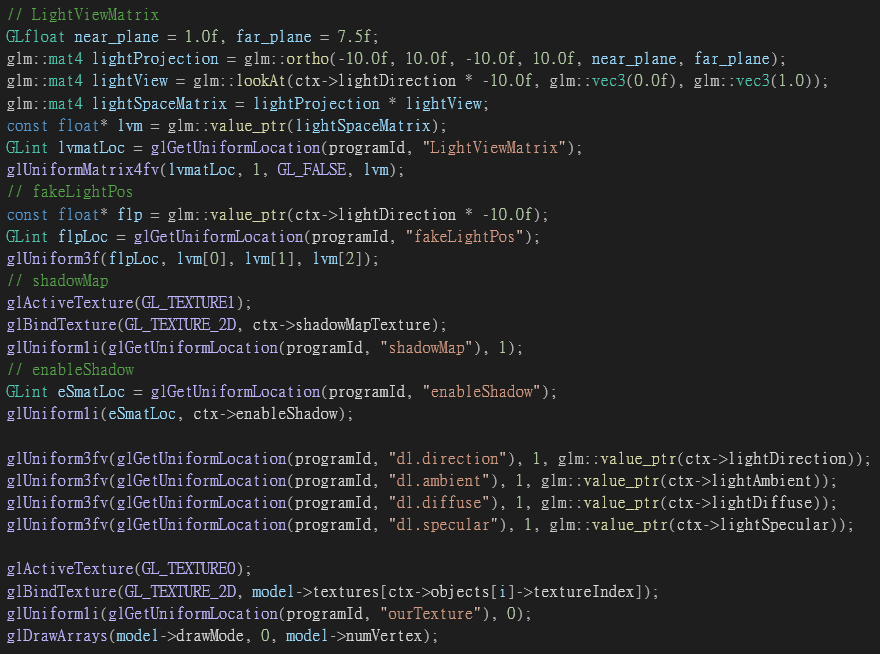 // LightViewMatrix
GLfloat near_plane = 1.0f, far_plane = 7.5f;
glm::mat4 lightProjection = glm::ortho(-10.0f, 10.0f, -10.0f, 10.0f, near_plane, far_plane);
glm::mat4 lightView = glm::lookAt(ctx->lightDirection * -10.0f, glm::vec3(0.0f), glm::vec3(1.0));
glm::mat4 lightSpaceMatrix = lightProjection * lightView;
const float* lvm = glm::value_ptr(lightSpaceMatrix);
GLint lvmatLoc = glGetUniformLocation(programId, "LightViewMatrix");
glUniformMatrix4fv(lvmatLoc, 1, GL_FALSE, lvm);
// fakeLightPos
const float* flp = glm::value_ptr(ctx->lightDirection * -10.0f);
GLint flpLoc = glGetUniformLocation(programId, "fakeLightPos");
glUniform3f(flpLoc, lvm[0], lvm[1], lvm[2]);
// shadowMap
glActiveTexture(GL_TEXTURE1);
glBindTexture(GL_TEXTURE_2D, ctx->shadowMapTexture);
glUniform1i(glGetUniformLocation(programId, "shadowMap"), 1);
// enableShadow
GLint eSmatLoc = glGetUniformLocation(programId, "enableShadow");
glUniform1i(eSmatLoc, ctx->enableShadow);
glUniform3fv(glGetUniformLocation(programId, "dl.direction"), 1, glm::value_ptr(ctx->lightDirection));
glUniform3fv(glGetUniformLocation(programId, "dl.ambient"), 1, glm::value_ptr(ctx->lightAmbient));
glUniform3fv(glGetUniformLocation(programId, "dl.diffuse"), 1, glm::value_ptr(ctx->lightDiffuse));
glUniform3fv(glGetUniformLocation(programId, "dl.specular"), 1, glm::value_ptr(ctx->lightSpecular));
glActiveTexture(GL_TEXTURE0);
glBindTexture(GL_TEXTURE_2D, model->textures[ctx->objects[i]->textureIndex]);
glUniform1i(glGetUniformLocation(programId, "ourTexture"), 0);
glDrawArrays(model->drawMode, 0, model->numVertex);